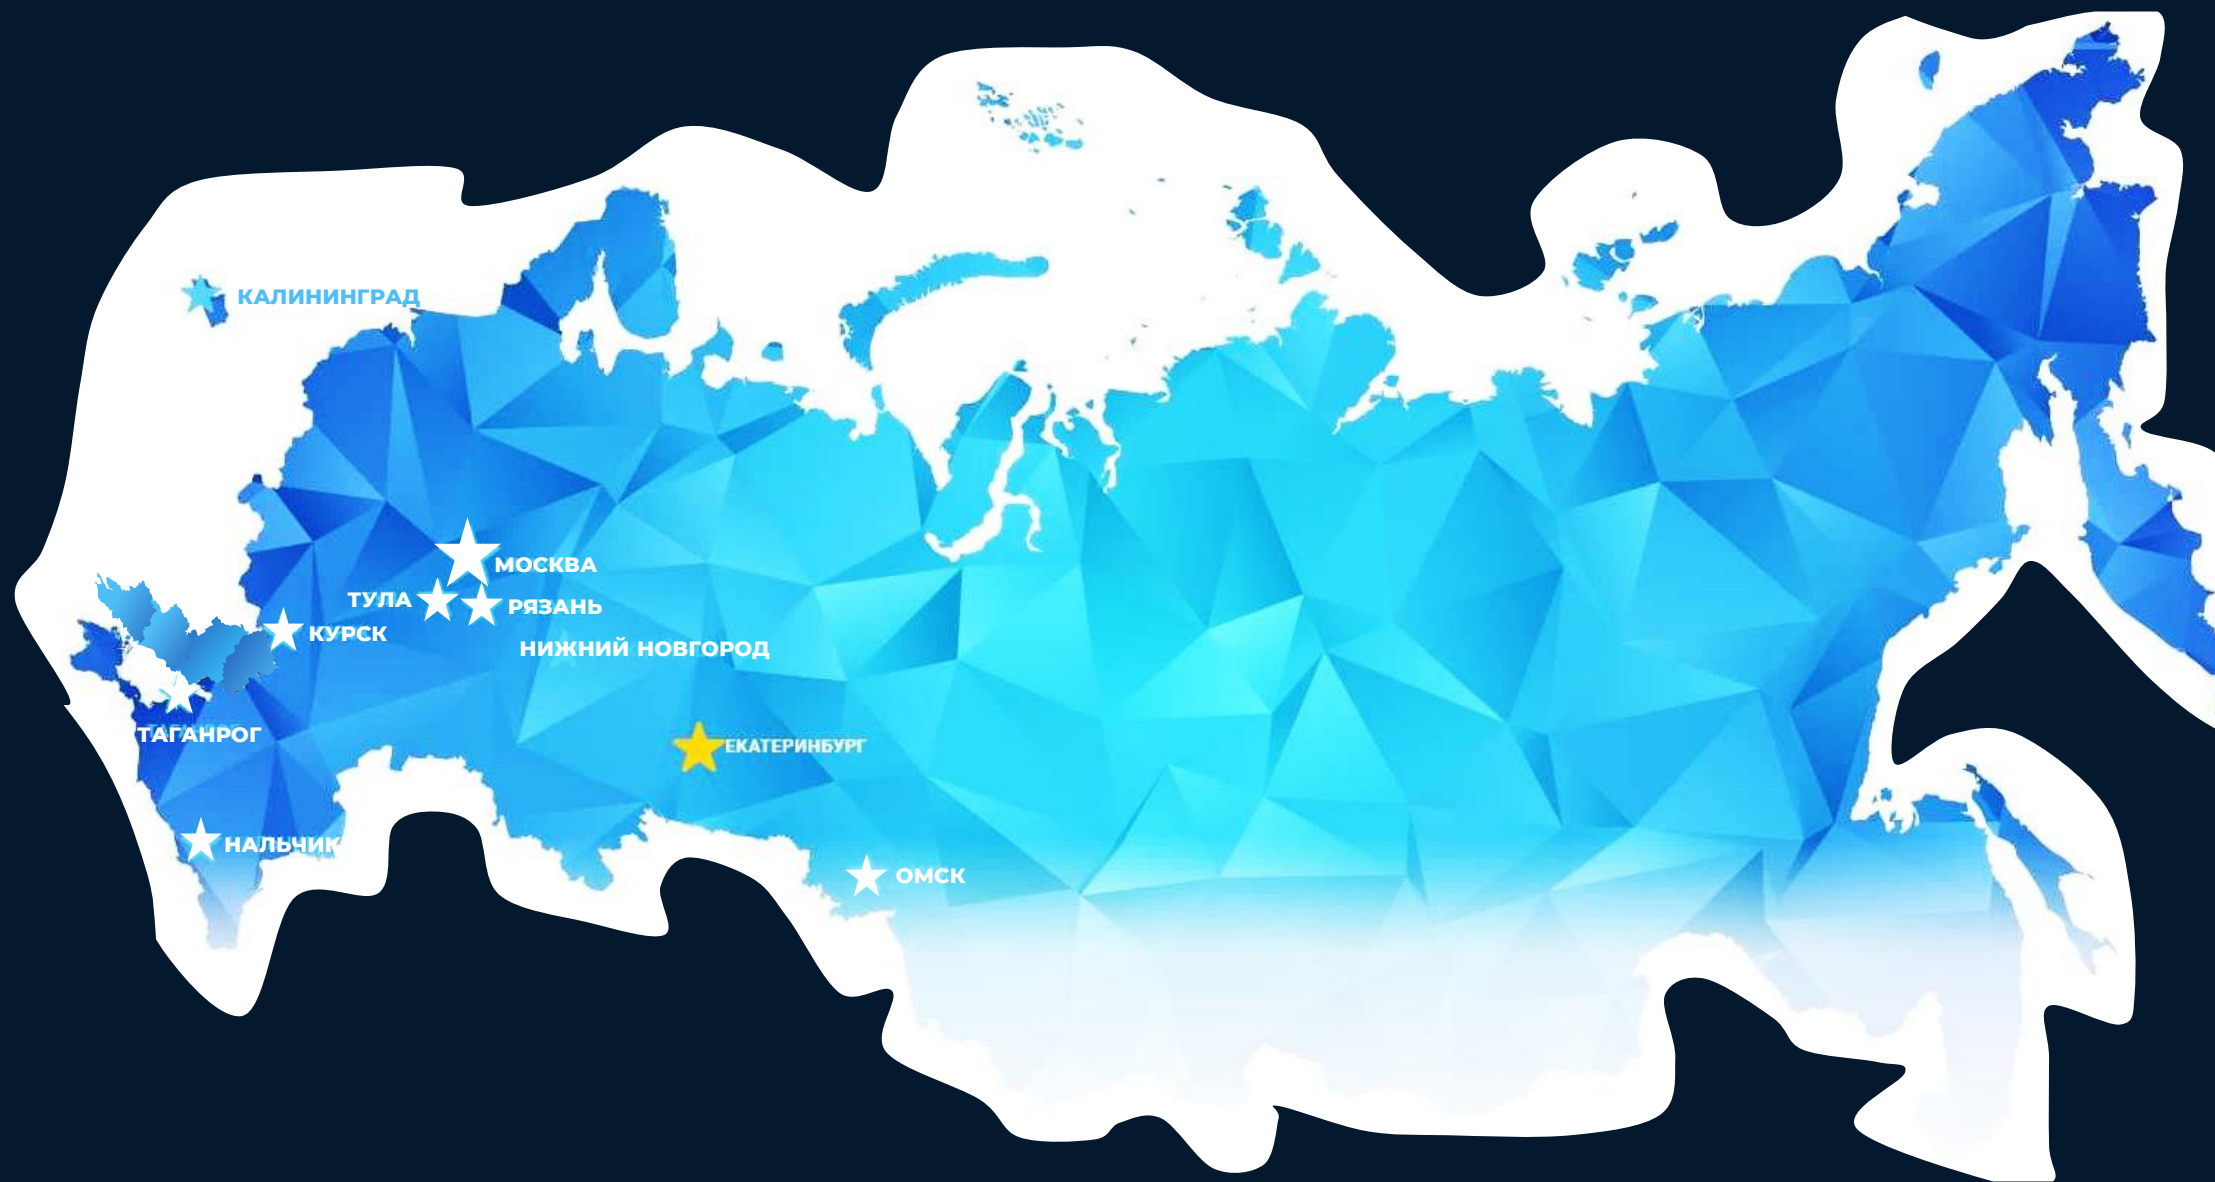 КАЛИНИНГРАД
МОСКВА
ТУЛА
РЯЗАНЬ
КУРСК
НИЖНИЙ НОВГОРОД
ТАГАНРОГ
ЕКАТЕРИНБУРГ
НАЛЬЧИК
ОМСК